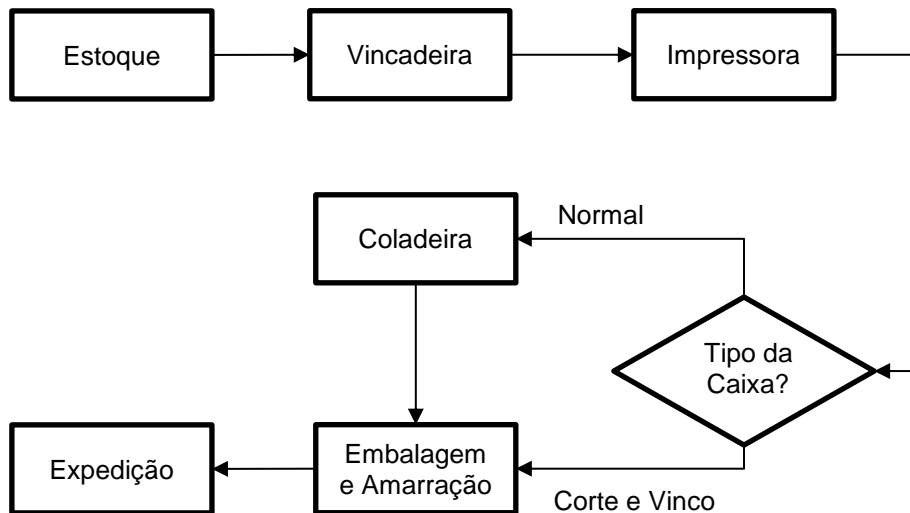 Estoque
Vincadeira
Impressora
Normal
Coladeira
Tipo da
Caixa?
Embalagem
e Amarração
Expedição
Corte e Vinco